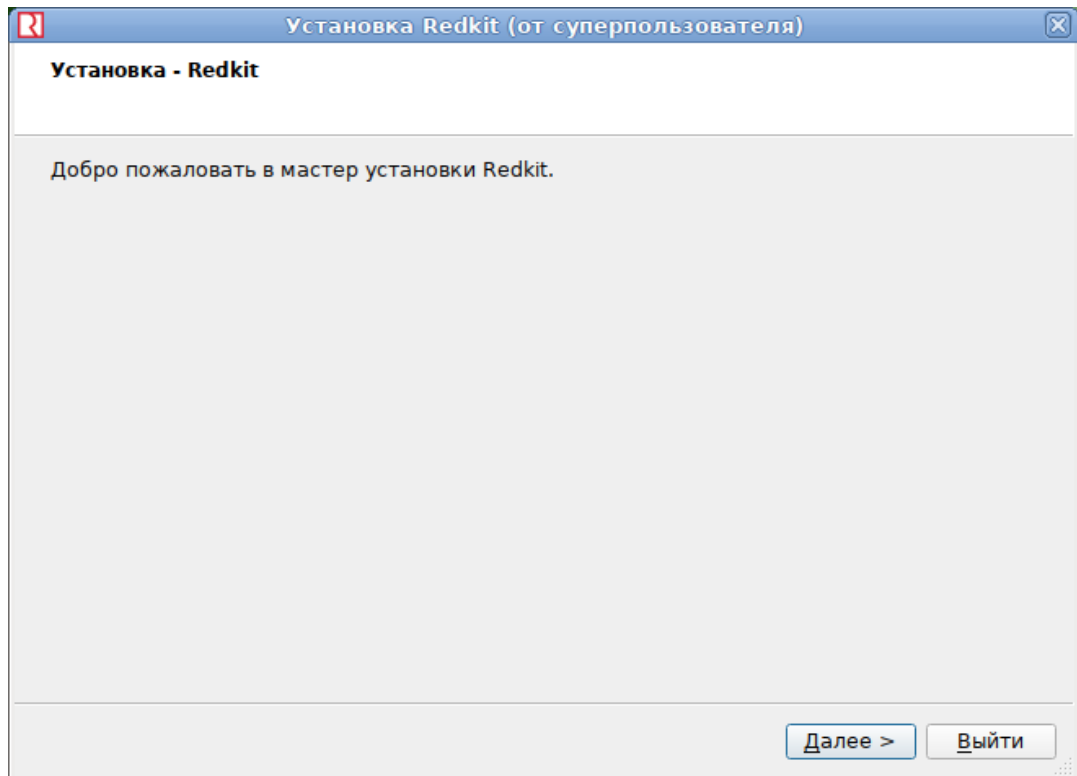 Установка Redkit (от суперпользователя)
Установка - Redkit
Добро пожаловать в мастер установки Redkit.
Далее >
Выйти